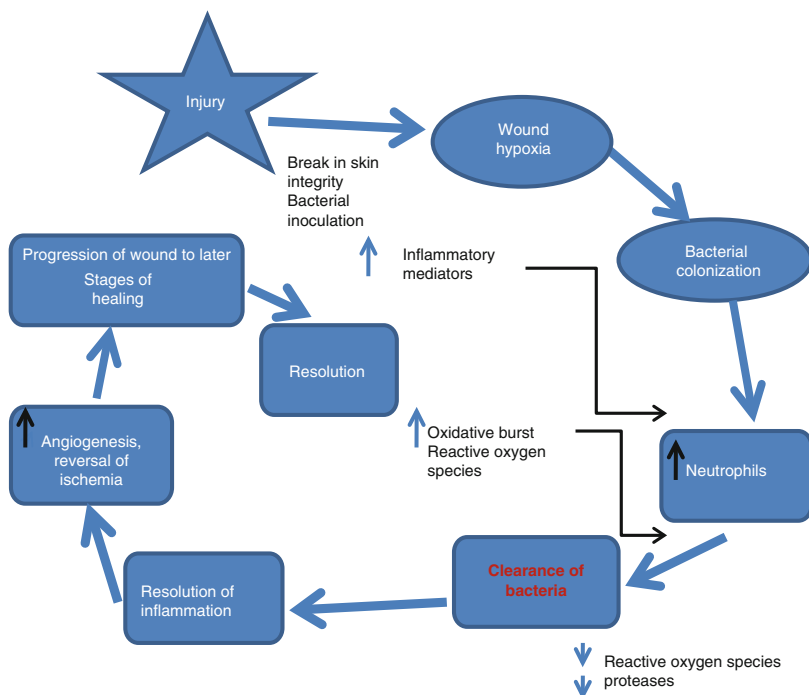 Injury
Wound
hypoxia
Break in skin
integrity
Bacterial
inoculation
Bacterial
colonization
Inflammatory
mediators
Progression of wound to later
Stages of
healing
Resolution
Oxidative burst
Reactive oxygen
species
Neutrophils
Angiogenesis,
reversal of
ischemia
Clearance of
bacteria
Resolution of
inflammation
Reactive oxygen species
proteases